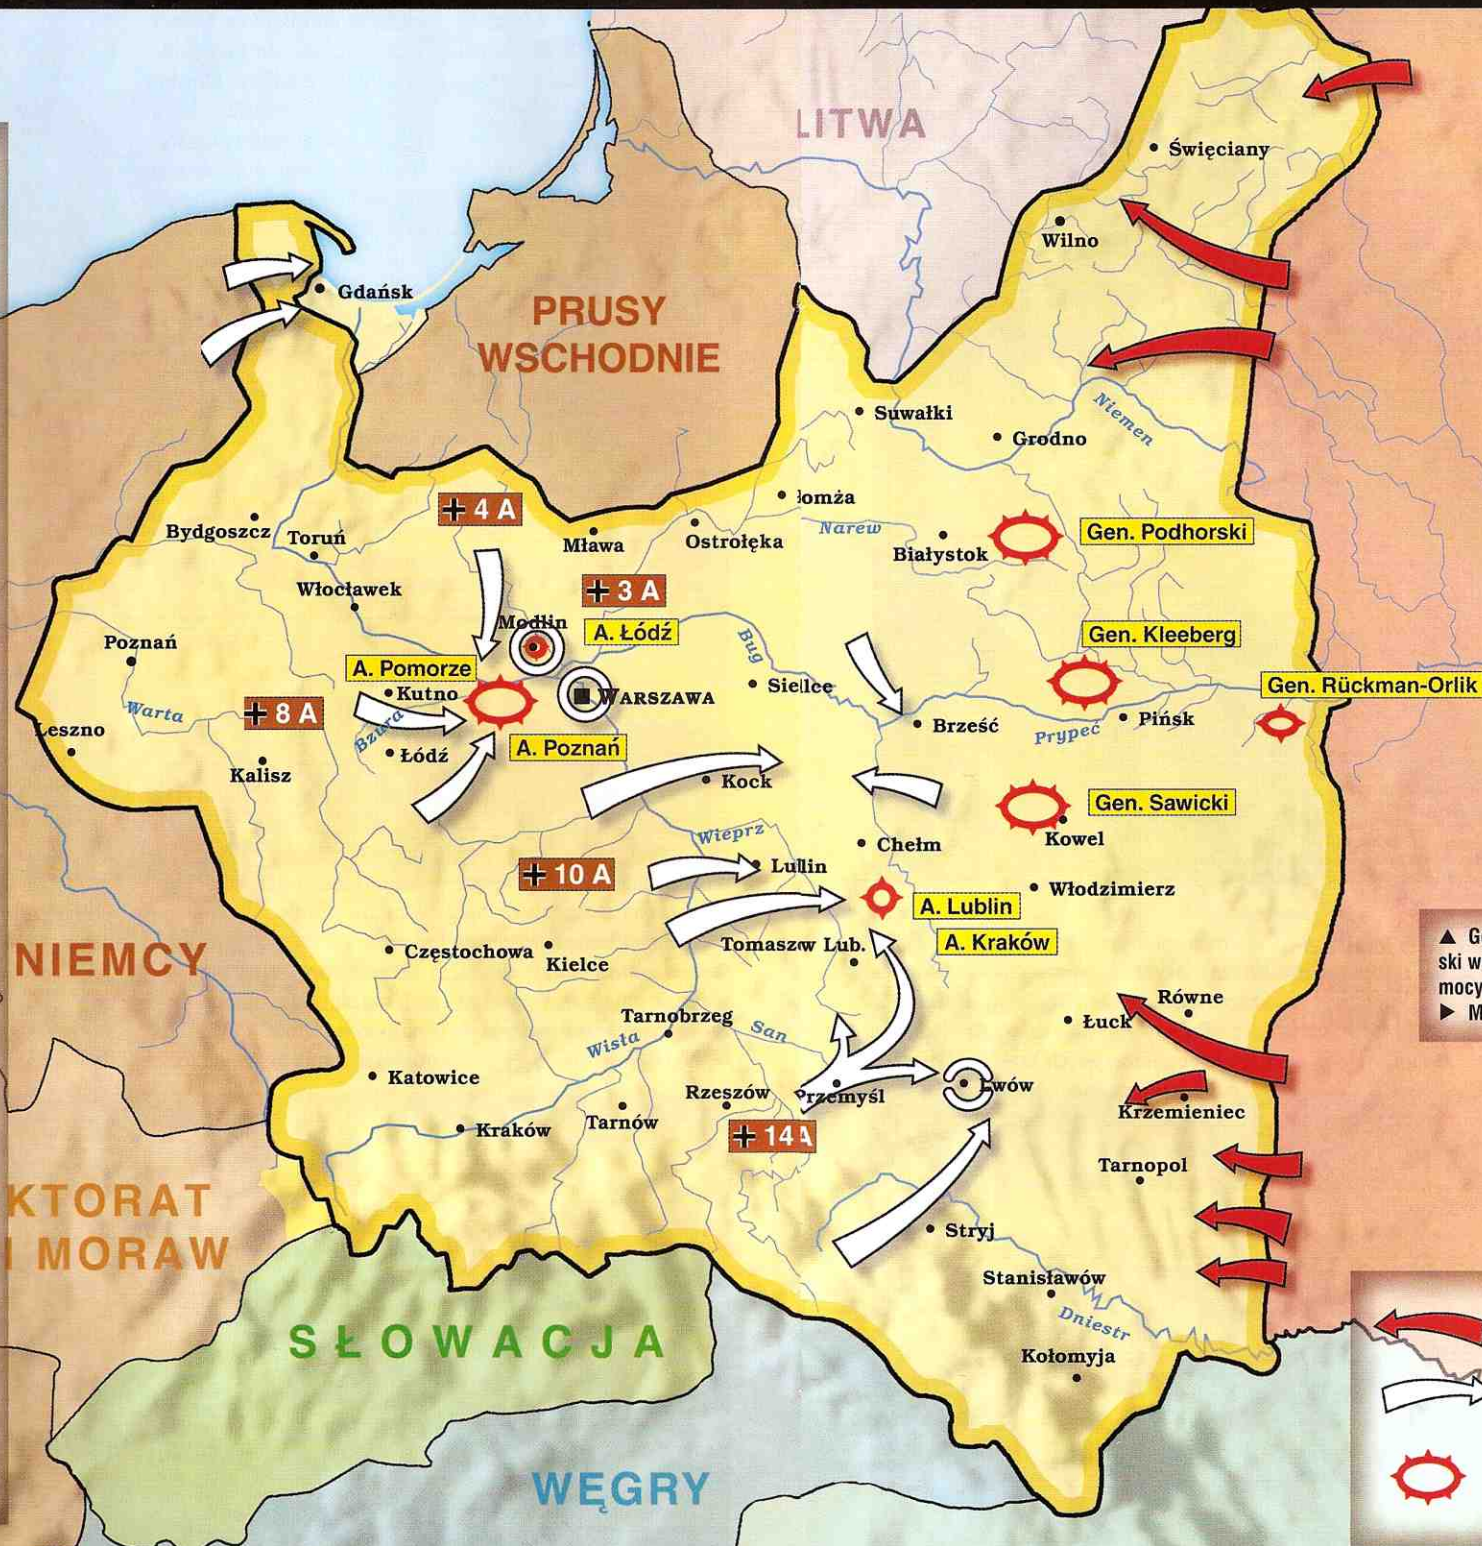 LITWA
Święciany
Wilno
Gdańsk
PRUSY
WSCHODNIE
Suwałki
Grodno
Niemen
4 A
Bydgoszcz
Toruń
Mława
Ostrołęka
Narew
Białystok
Gen. Podhorski
Włocławek
3 A
Modlin
A. Łódź
Bug
Gen. Kleeberg
Poznań
A. Pomorze
Kutno
WARSZAWA
Sielce
Gen. Rückman-Orlik
Warta
8 A
Bzura
Brześć
Prypeć
Pińsk
Leszno
Łódź
A. Poznań
Kalisz
Kock
Gen. Sawicki
Kowel
Wieprz
Chełm
10 A
Lublin
Włodzimierz
A. Lublin
A. Kraków
NIEMCY
Częstochowa
Kielce
Tomaszw Lub.
ski w
mocy
Tarnobrzeg
San
Wisła
Łuck
Równe
Katowice
Rzeszów
Przemyśl
Lwów
Krzemieniec
Kraków
Tarnów
14 A
Tarnopol
KTORAT
I MORAW
Stryj
Stanisławów
Dniestr
SŁOWACJA
Kołomyja
WĘGRY